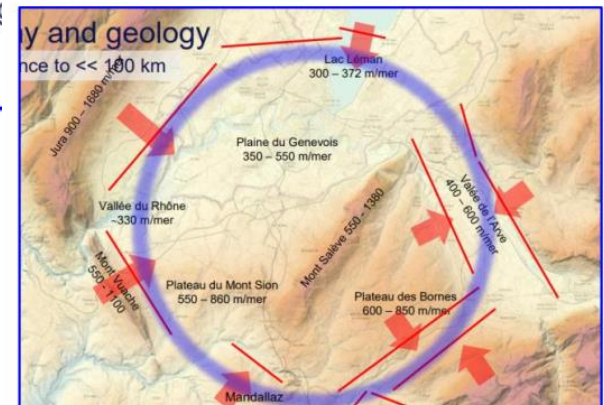 y and geology
nce to << 100 km
Lac Léman
300 – 372 m/mer
Jura 900 – 1680 m/mer
Plaine du Genevois
350 – 550 m/mer
Vallée du Rhône
~330 m/mer
Valée de l'Arve
400 – 600 m/mer
Mont Salève 550 - 1380
Mont Vuache
550 - 1100
Plateau du Mont Sion
550 – 860 m/mer
Plateau des Bornes
600 – 850 m/mer
Mandallaz